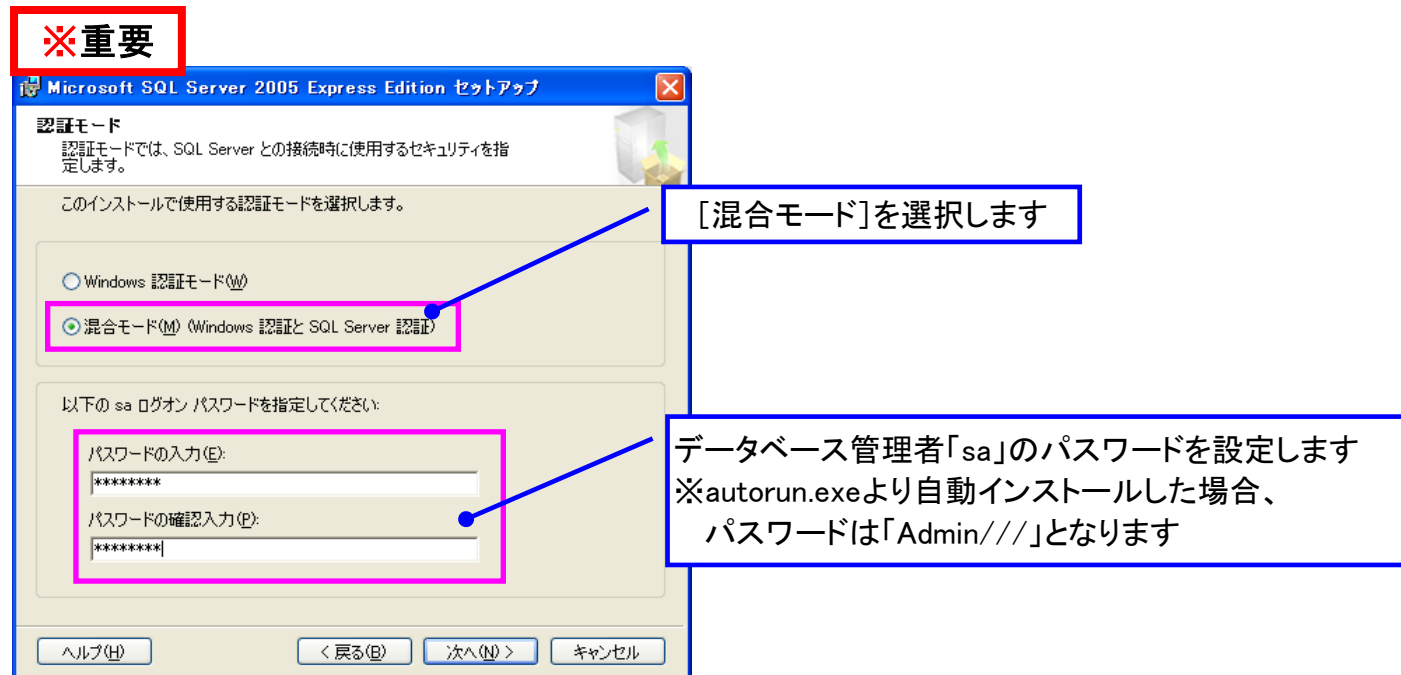 ※重要
Microsoft SQL Server 2005 Express Edition セットアップ
認証モード
認証モードでは、SQL Server との接続時に使用するセキュリティを指
定します。
このインストールで使用する認証モードを選択します。
[混合モード]を選択します
Windows 認証モード(W)
混合モード(M) (Windows 認証と SQL Server 認証)
以下の sa ログオン パスワードを指定してください:
パスワードの入力(E):
********
パスワードの確認入力(P):
********
データベース管理者「sa」のパスワードを設定します
※autorun.exeより自動インストールした場合、
パスワードは「Admin///」となります
ヘルプ(H)
< 戻る(B)
次へ(N) >
キャンセル